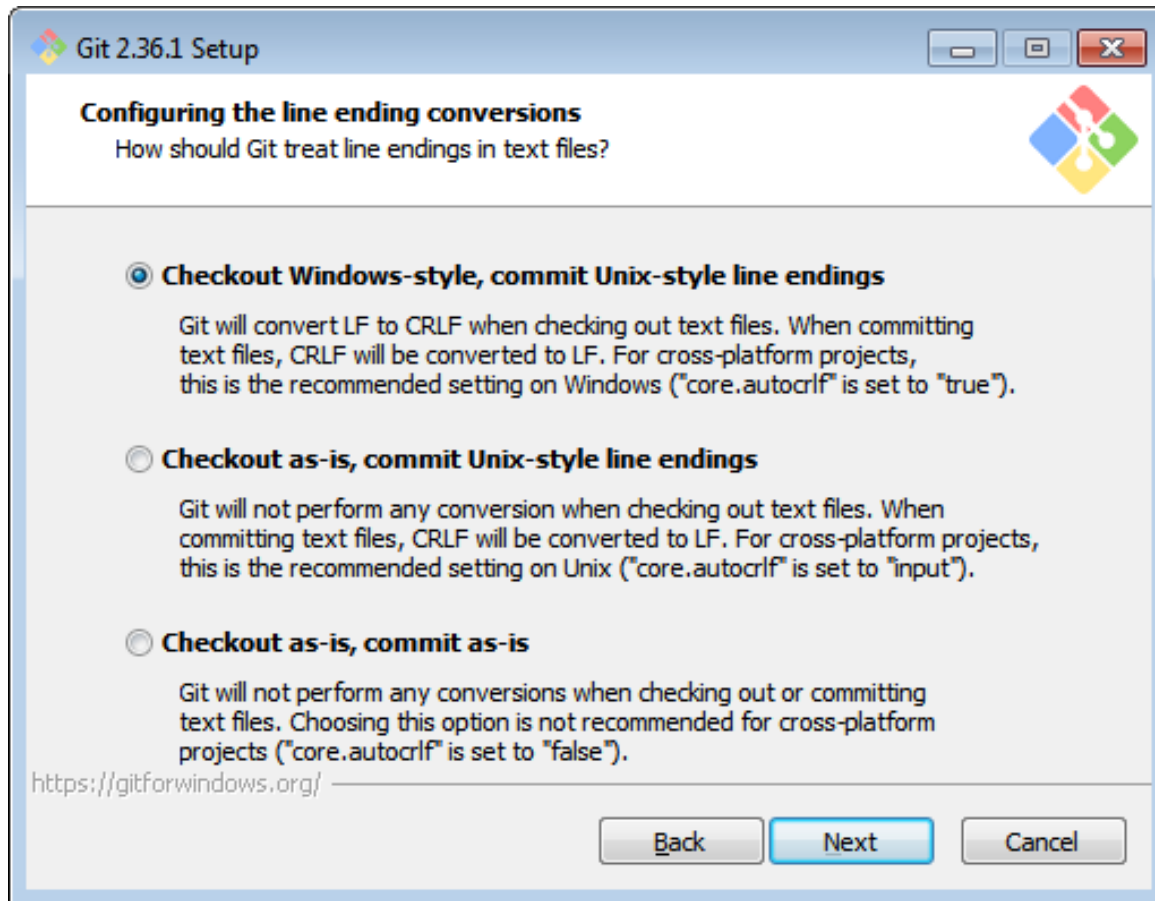 Git 2.36.1 Setup
Configuring the line ending conversions
How should Git treat line endings in text files?
Checkout Windows-style, commit Unix-style line endings
Git will convert LF to CRLF when checking out text files. When committing
text files, CRLF will be converted to LF. For cross-platform projects,
this is the recommended setting on Windows ("core.autocrlf" is set to "true").
Checkout as-is, commit Unix-style line endings
Git will not perform any conversion when checking out text files. When
committing text files, CRLF will be converted to LF. For cross-platform projects,
this is the recommended setting on Unix ("core.autocrlf" is set to "input").
Checkout as-is, commit as-is
Git will not perform any conversions when checking out or committing
text files. Choosing this option is not recommended for cross-platform
projects ("core.autocrlf" is set to "false").
https://gitforwindows.org/
Back Next Cancel